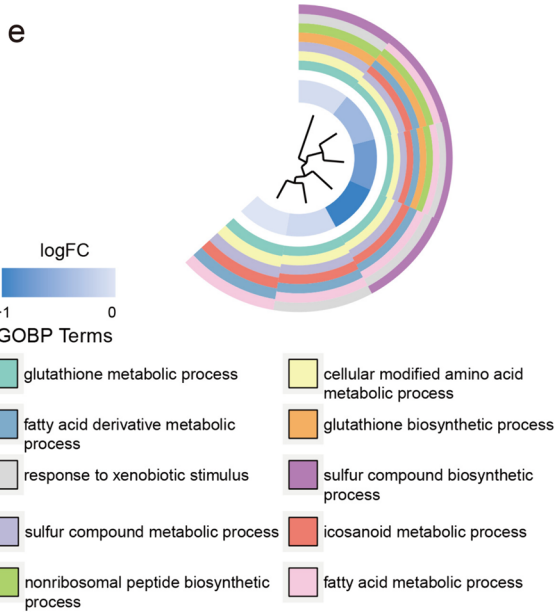 e
logFC
-1 0
GOBP Terms
glutathione metabolic process
cellular modified amino acid
metabolic process
fatty acid derivative metabolic
process
glutathione biosynthetic process
response to xenobiotic stimulus
sulfur compound biosynthetic
process
sulfur compound metabolic process
icosanoid metabolic process
nonribosomal peptide biosynthetic
process
fatty acid metabolic process